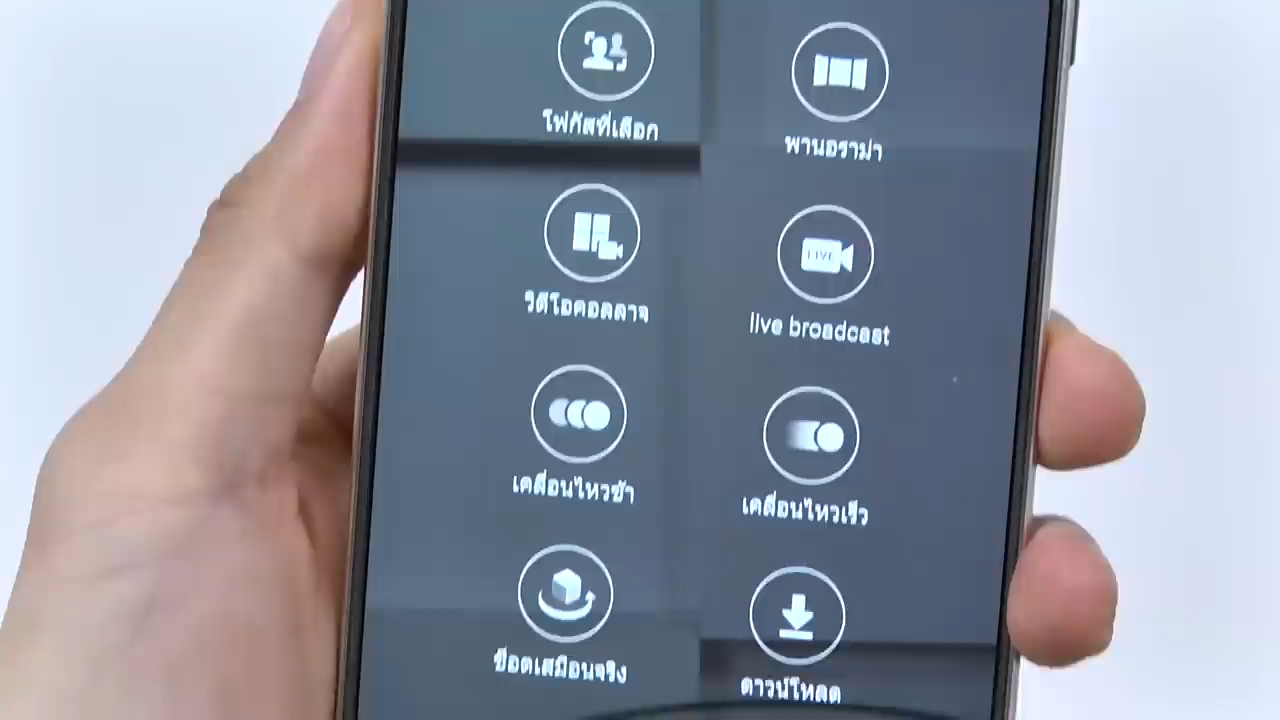 โฟกัสที่เลือก
พานอราม่า
วิดีโอคอลลาจ
LIVE
live broadcast
เคลื่อนไหวช้า
เคลื่อนไหวเร็ว
ช็อตเสมือนจริง
ดาวน์โหลด